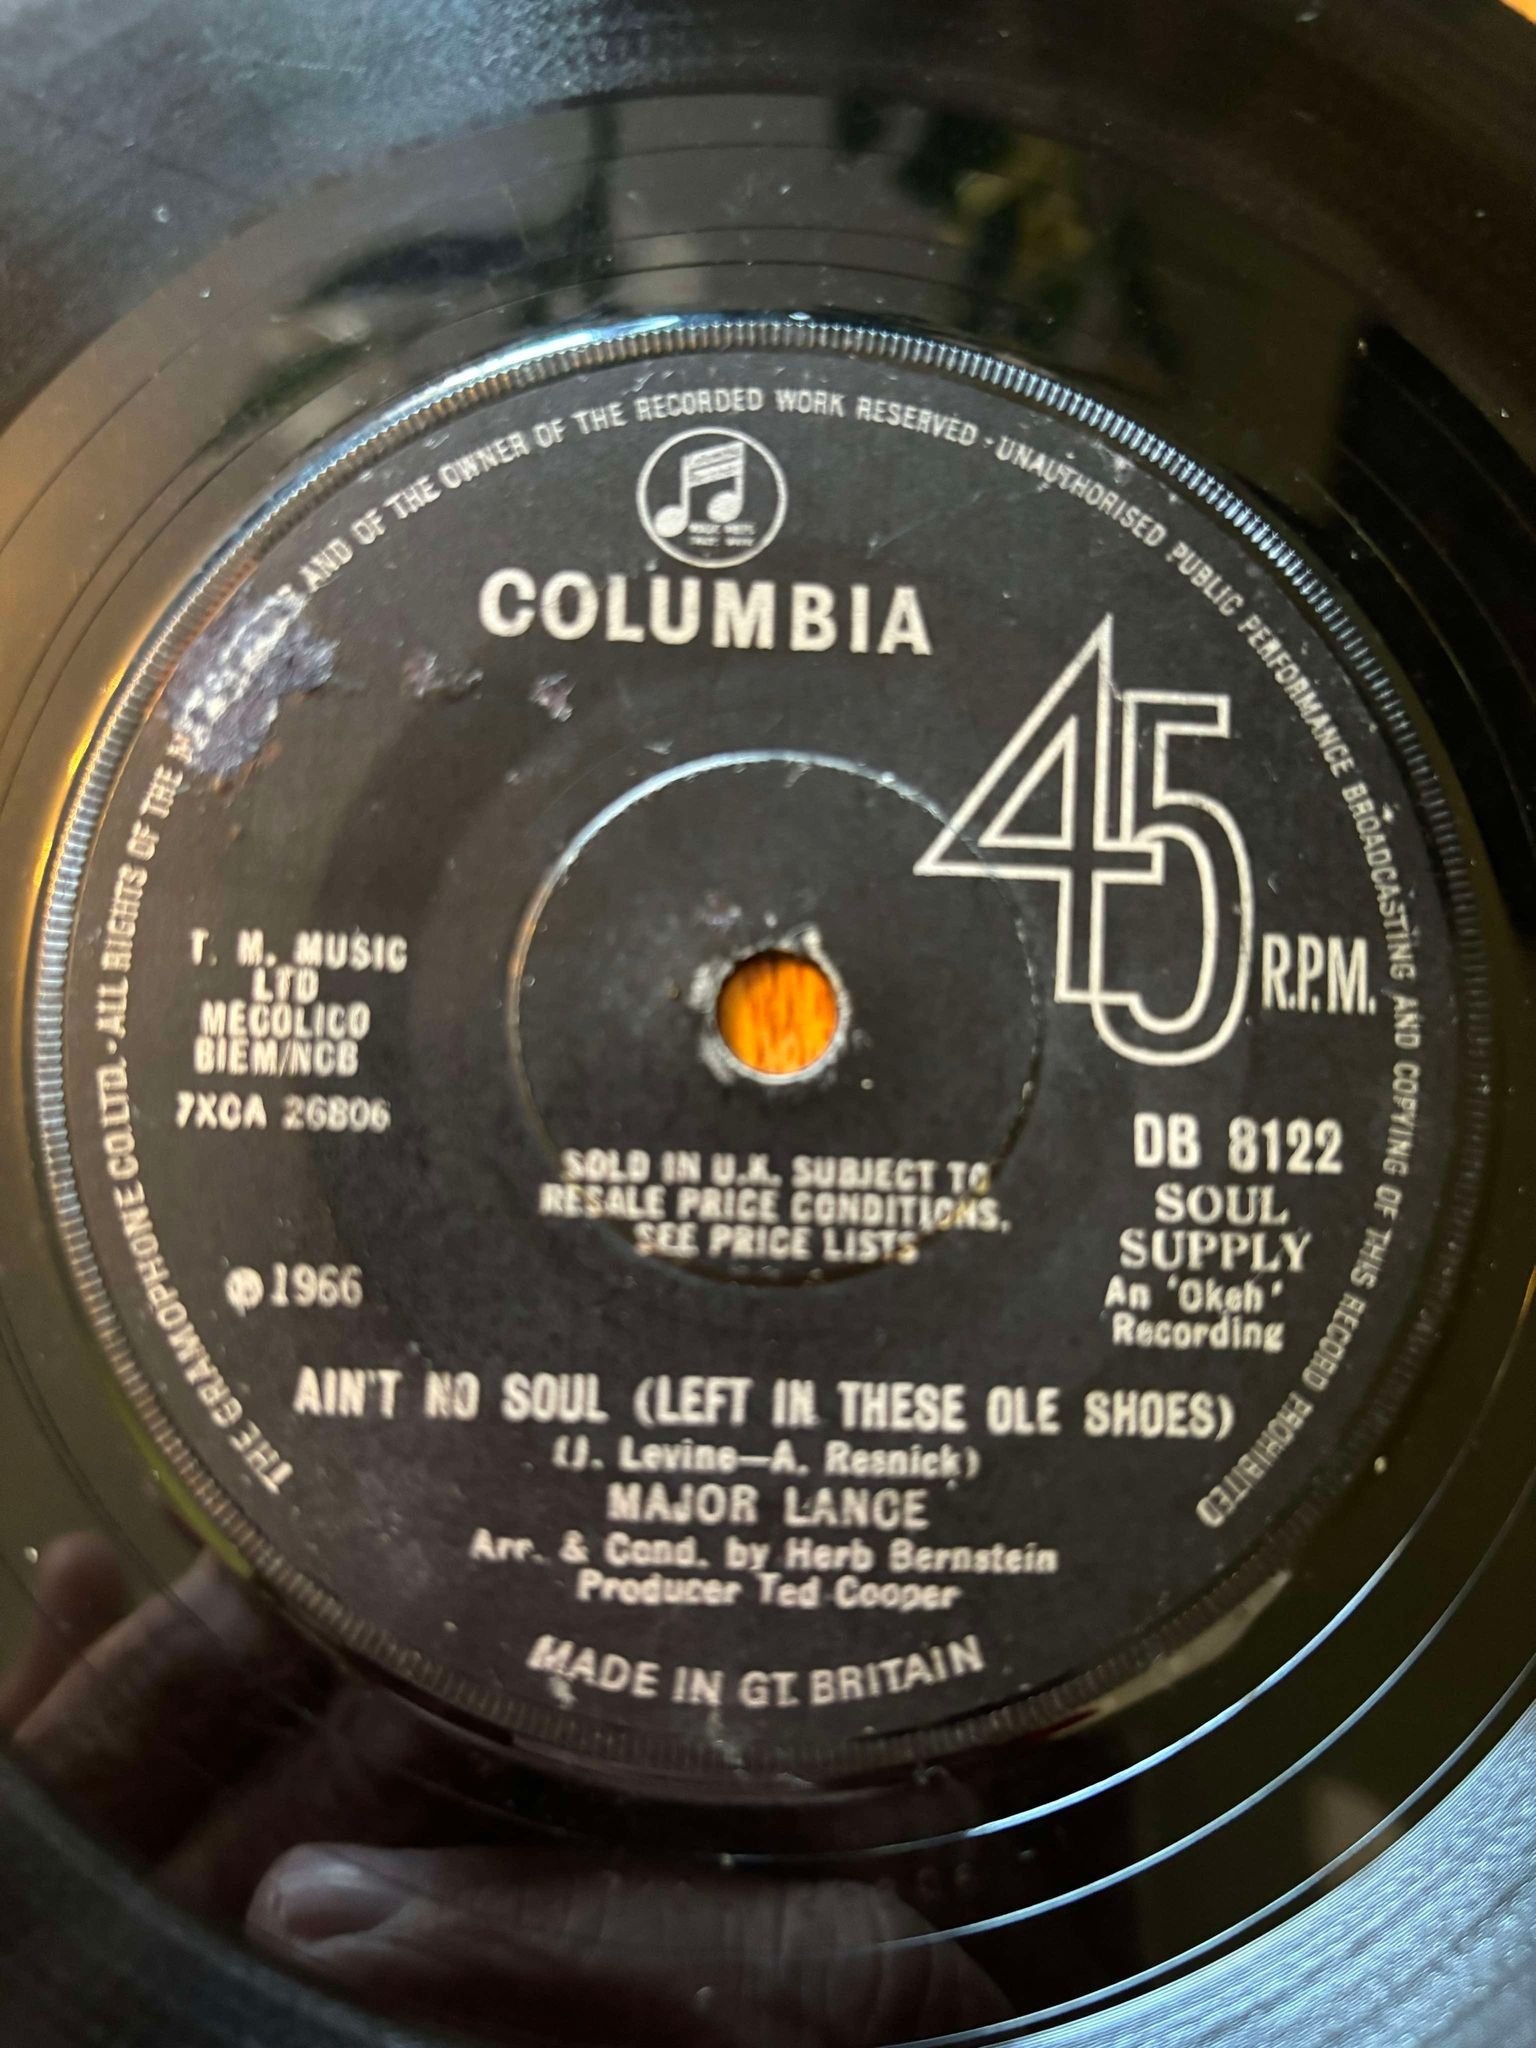 THE GRAMOPHONE CO. LTD. · ALL RIGHTS OF THE AND OF THE OWNER OF THE RECORDED WORK RESERVED · UNAUTHORISED PUBLIC PERFORMANCE BROADCASTING AND COPYING OF THIS RECORD PROHIBITED
COLUMBIA
45
R.P.M.
T. M. MUSIC
LTD
MECOLICO
BIEM/NCB
7XCA 26806
℗ 1966
SOLD IN U.K. SUBJECT TO
RESALE PRICE CONDITIONS,
SEE PRICE LISTS
DB 8122
SOUL
SUPPLY
An 'Okeh'
Recording
AIN'T NO SOUL (LEFT IN THESE OLE SHOES)
(J. Levine—A. Resnick)
MAJOR LANCE
Arr. & Cond. by Herb Bernstein
Producer Ted Cooper
MADE IN GT. BRITAIN